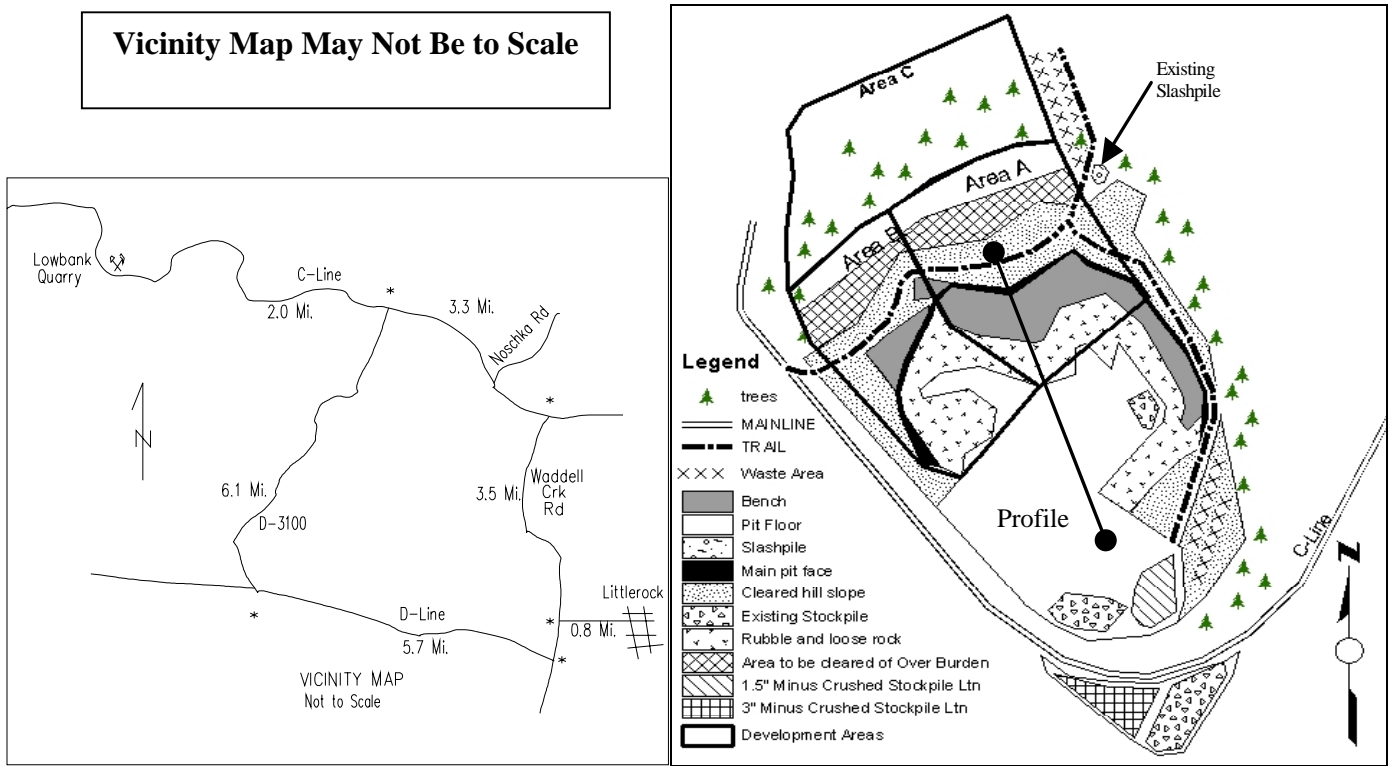 Vicinity Map May Not Be to Scale
Lowbank
Quarry
C-Line
2.0 Mi.
*
3.3 Mi.
Noschka Rd
*
N
6.1 Mi.
D-3100
3.5 Mi.
Waddell
Crk
Rd
Littlerock
*
0.8 Mi.
*
D-Line
5.7 Mi.
*
VICINITY MAP
Not to Scale
Area C
Existing
Slashpile
Area A
Area B
Profile
C-Line
N
Legend
trees
MAINLINE
TRAIL
Waste Area
Bench
Pit Floor
Slashpile
Main pit face
Cleared hill slope
Existing Stockpile
Rubble and loose rock
Area to be cleared of Over Burden
1.5" Minus Crushed Stockpile Ltn
3" Minus Crushed Stockpile Ltn
Development Areas